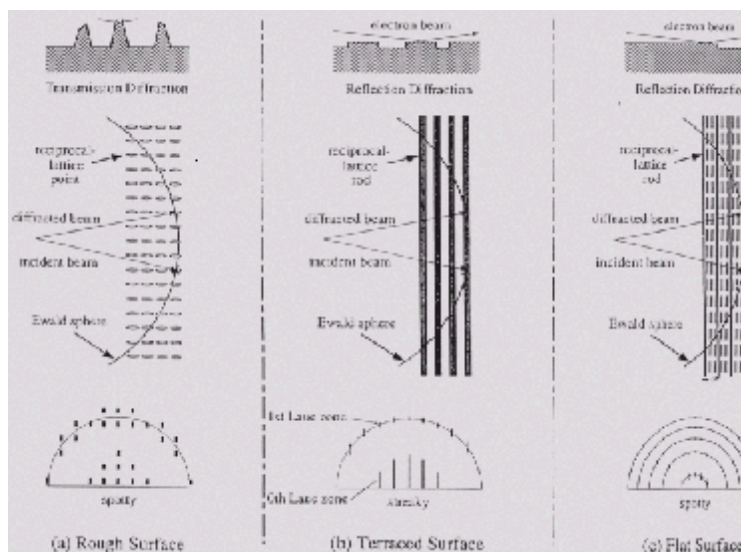 Transmission Diffraction
reciprocal-
lattice
point
diffracted beam
incident beam
Ewald sphere
spotty
(a) Rough Surface
electron beam
Reflection Diffraction
reciprocal-
lattice
rod
diffracted beam
incident beam
Ewald sphere
1st Laue zone
0th Laue zone
streaky
(b) Terraced Surface
electron beam
Reflection Diffractio
reciprocal-
lattice
rod
diffracted beam
incident beam
Ewald sphere
spotty
(c) Flat Surface